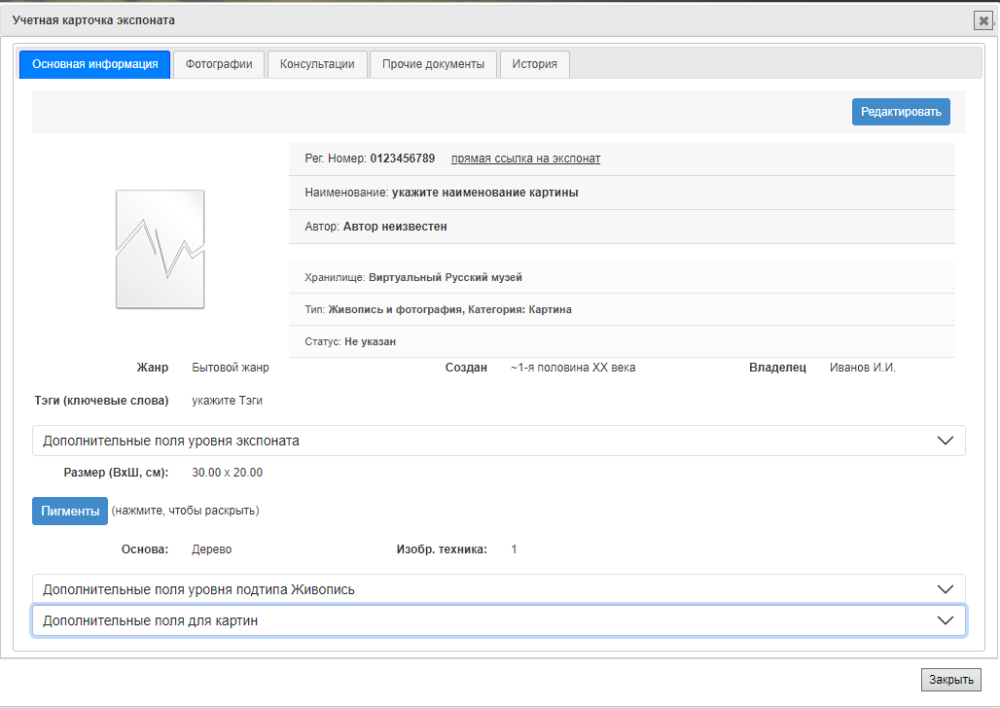 Учетная карточка экспоната
Основная информация Фотографии Консультации Прочие документы История
Редактировать
Рег. Номер: 0123456789 прямая ссылка на экспонат
Наименование: укажите наименование картины
Автор: Автор неизвестен
Хранилище: Виртуальный Русский музей
Тип: Живопись и фотография, Категория: Картина
Статус: Не указан
Жанр Бытовой жанр Создан ~1-я половина XX века Владелец Иванов И.И.
Тэги (ключевые слова) укажите Тэги
Дополнительные поля уровня экспоната
Размер (ВхШ, см): 30.00 x 20.00
Пигменты (нажмите, чтобы раскрыть)
Основа: Дерево Изобр. техника: 1
Дополнительные поля уровня подтипа Живопись
Дополнительные поля для картин
Закрыть